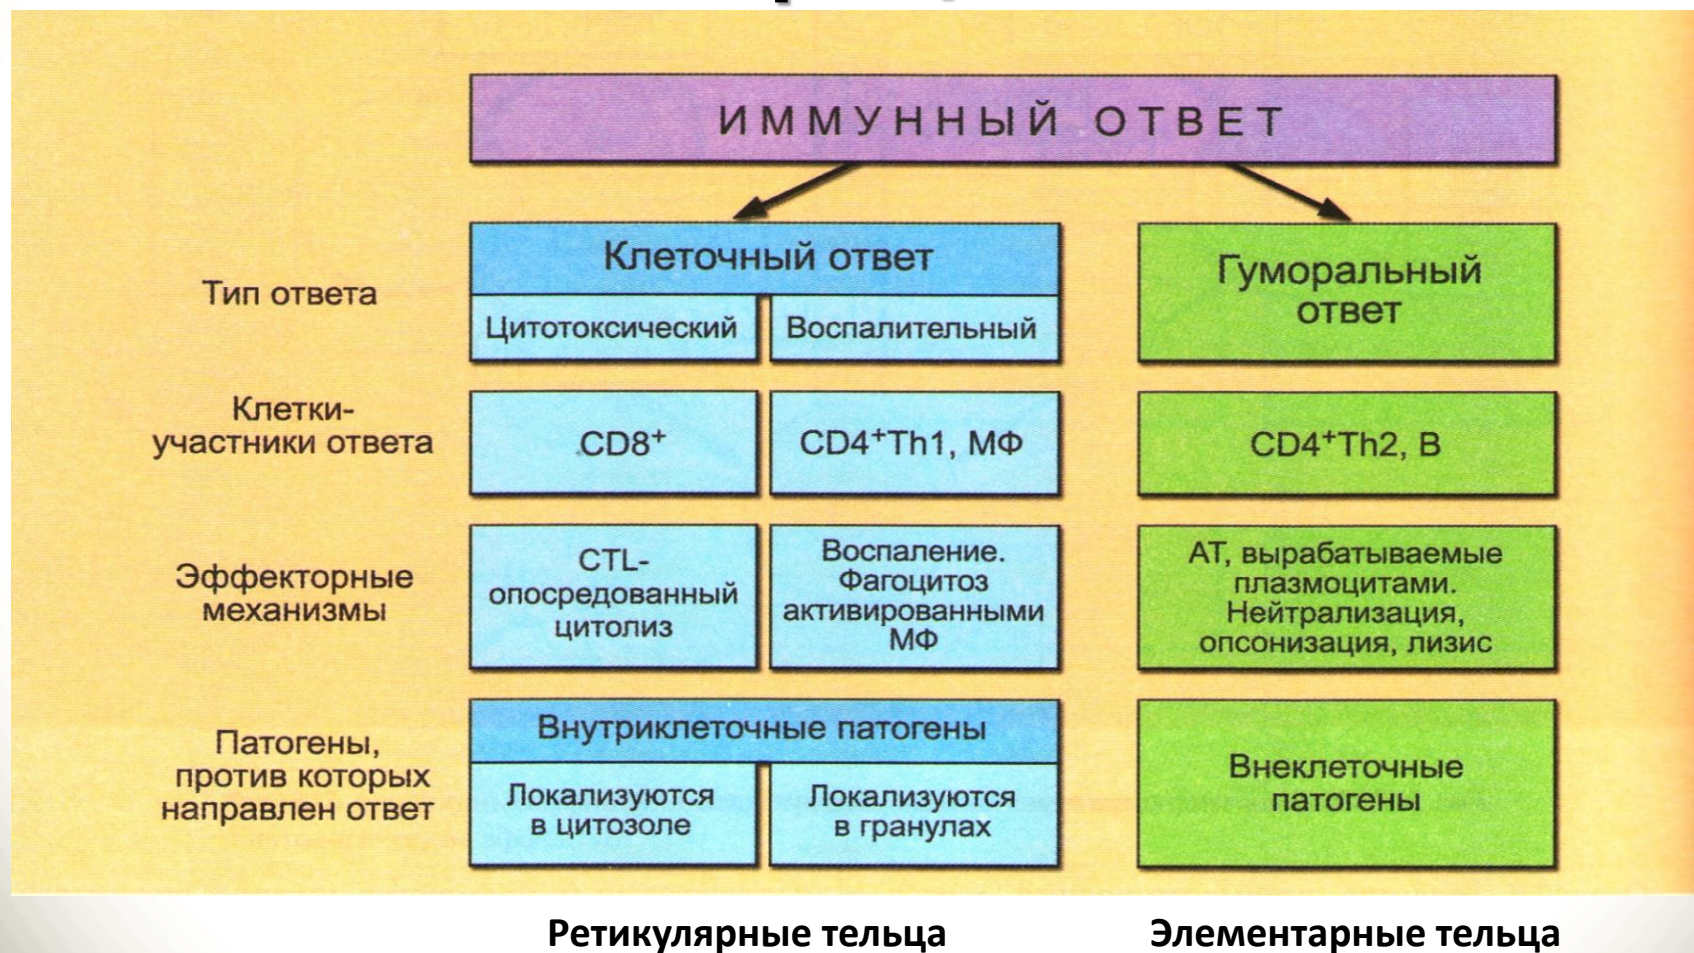 ИММУННЫЙ ОТВЕТ
Тип ответа
Клеточный ответ
Цитотоксический
Воспалительный
Гуморальный
ответ
Клетки-
участники ответа
CD8⁺
CD4⁺Th1, МФ
CD4⁺Th2, В
Эффекторные
механизмы
CTL-
опосредованный
цитолиз
Воспаление.
Фагоцитоз
активированными
МФ
АТ, вырабатываемые
плазмоцитами.
Нейтрализация,
опсонизация, лизис
Патогены,
против которых
направлен ответ
Внутриклеточные патогены
Локализуются
в цитозоле
Локализуются
в гранулах
Внеклеточные
патогены
Ретикулярные тельца
Элементарные тельца